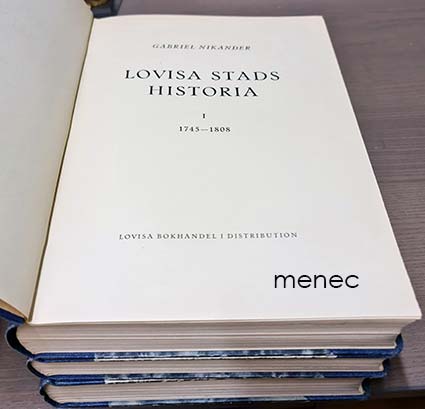 GABRIEL NIKANDER
LOVISA STADS
HISTORIA
I
1745—1808
LOVISA BOKHANDEL I DISTRIBUTION
menec